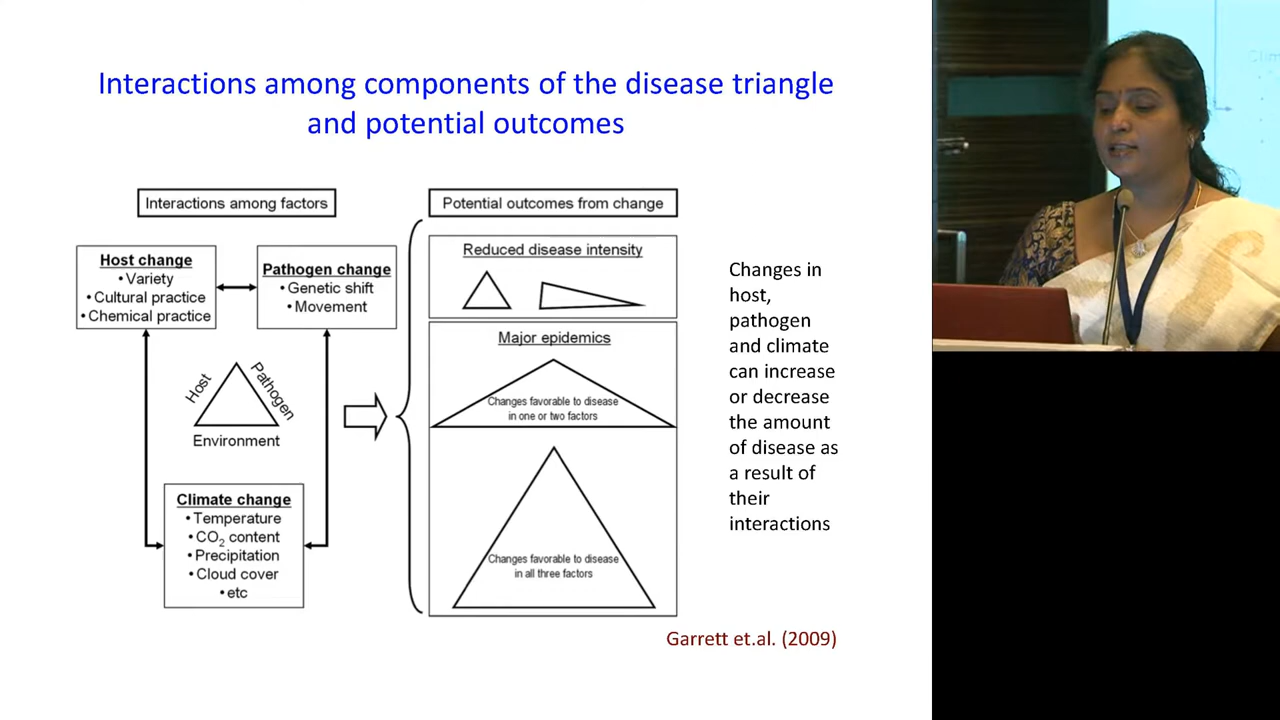 Interactions among components of the disease triangle
and potential outcomes
Interactions among factors
Host change
• Variety
• Cultural practice
• Chemical practice
Pathogen change
• Genetic shift
• Movement
Host
Pathogen
Environment
Climate change
• Temperature
• CO₂ content
• Precipitation
• Cloud cover
• etc
Potential outcomes from change
Reduced disease intensity
Major epidemics
Changes favorable to disease
in one or two factors
Changes favorable to disease
in all three factors
Changes in
host,
pathogen
and climate
can increase
or decrease
the amount
of disease as
a result of
their
interactions
Garrett et.al. (2009)
Clim